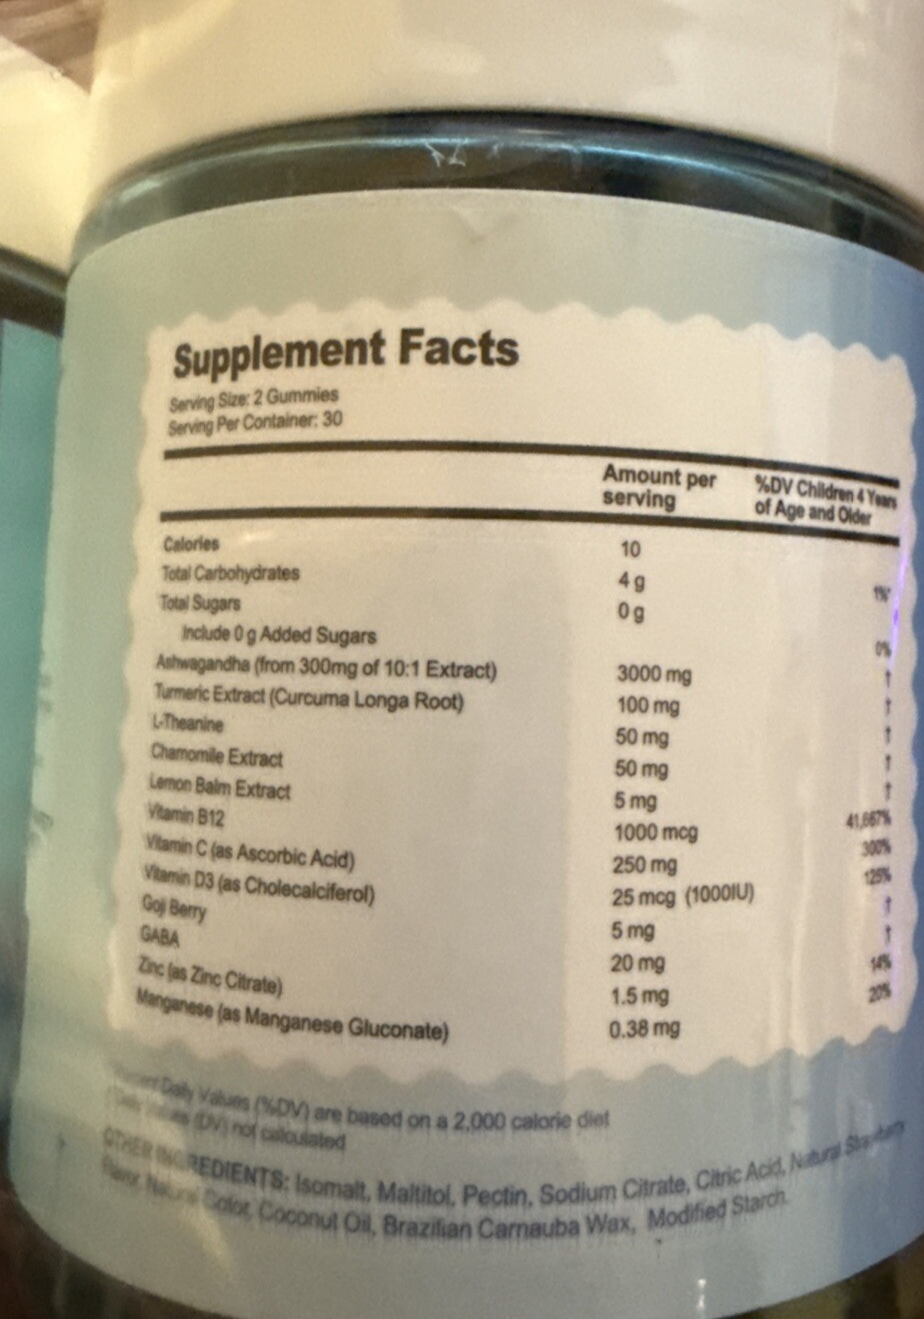 Supplement Facts
Serving Size: 2 Gummies
Serving Per Container: 30
Amount per serving %DV Children 4 Years of Age and Older
Calories 10
Total Carbohydrates 4 g 1%*
Total Sugars 0 g
Include 0 g Added Sugars 0%
Ashwagandha (from 300mg of 10:1 Extract) 3000 mg †
Turmeric Extract (Curcuma Longa Root) 100 mg †
L-Theanine 50 mg †
Chamomile Extract 50 mg †
Lemon Balm Extract 5 mg †
Vitamin B12 1000 mcg 41,667%
Vitamin C (as Ascorbic Acid) 250 mg 300%
Vitamin D3 (as Cholecalciferol) 25 mcg (1000IU) 125%
Goji Berry 5 mg †
GABA 20 mg †
Zinc (as Zinc Citrate) 1.5 mg 14%
Manganese (as Manganese Gluconate) 0.38 mg 20%
Daily Values (%DV) are based on a 2,000 calorie diet
(DV) not calculated
OTHER INGREDIENTS: Isomalt, Maltitol, Pectin, Sodium Citrate, Citric Acid, Natural Strawberry
Flavor, Natural Color, Coconut Oil, Brazilian Carnauba Wax, Modified Starch.